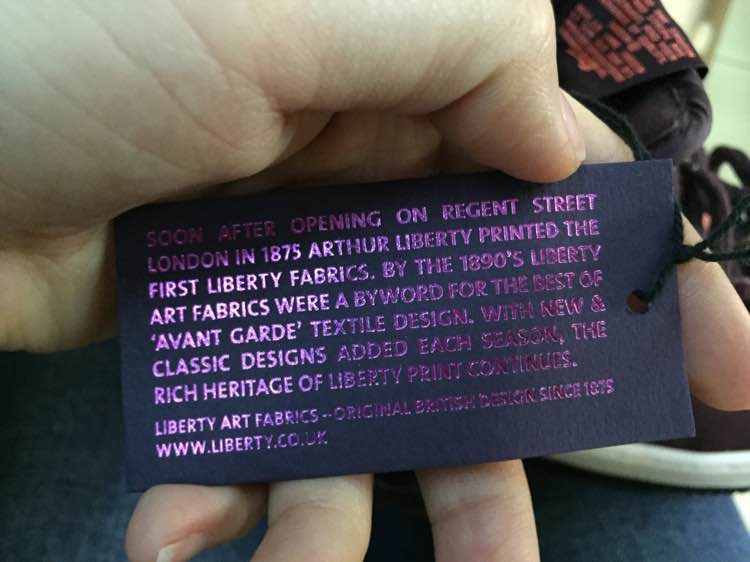 SOON AFTER OPENING ON REGENT STREET
LONDON IN 1875 ARTHUR LIBERTY PRINTED THE
FIRST LIBERTY FABRICS. BY THE 1890'S LIBERTY
ART FABRICS WERE A BYWORD FOR THE BEST OF
'AVANT GARDE' TEXTILE DESIGN. WITH NEW &
CLASSIC DESIGNS ADDED EACH SEASON, THE
RICH HERITAGE OF LIBERTY PRINT CONTINUES.
LIBERTY ART FABRICS -- ORIGINAL BRITISH DESIGN SINCE 1875
WWW.LIBERTY.CO.UK